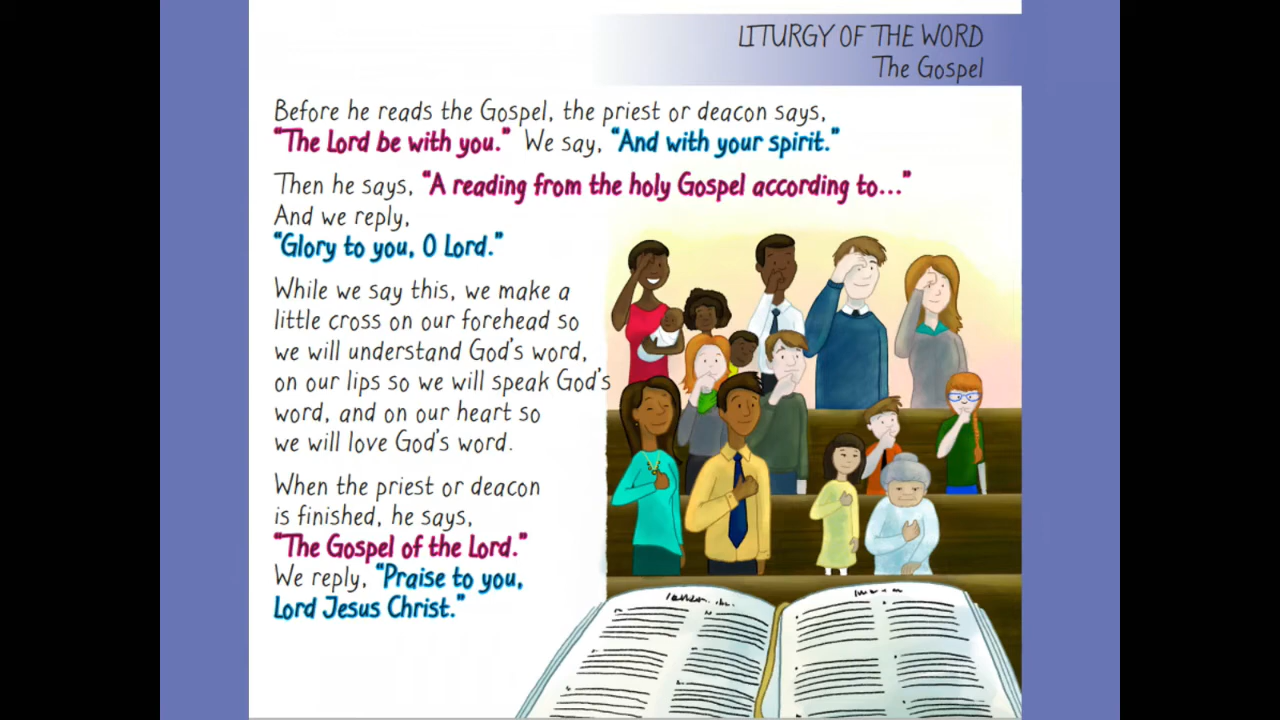 LITURGY OF THE WORD
The Gospel
Before he reads the Gospel, the priest or deacon says,
“The Lord be with you.” We say, “And with your spirit.”
Then he says, “A reading from the holy Gospel according to...”
And we reply,
“Glory to you, O Lord.”
While we say this, we make a
little cross on our forehead so
we will understand God's word,
on our lips so we will speak God's
word, and on our heart so
we will love God's word.
When the priest or deacon
is finished, he says,
“The Gospel of the Lord.”
We reply, “Praise to you,
Lord Jesus Christ.”